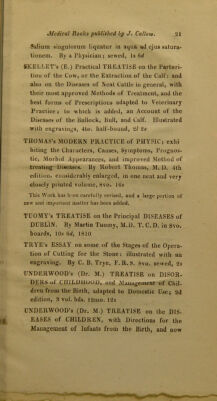 Medical Books published by J. Callow. 21
Salium singulorum liquatur in aquâ ad ejus satura-
tionem. By a Physician; sewed, 1s 6d
SKELLET's (E.) Practical TREATISE on the Parturi-
tion of the Cow, or the Extraction of the Calf: and
also on the Diseases of Neat Cattle in general, with
their most approved Methods of Treatment, and the
best forms of Prescriptions adapted to Veterinary
Practice; to which is added, an Account of the
Diseases of the Bullock, Bull, and Calf. Illustrated
with engravings, 4to. half-bound, 2l 2s
THOMAS's MODERN PRACTICE OF PHYSIC; exhi
biting the Characters, Causes, Symptoms, Prognos-
tic, Morbid Appearances, and improved Method of
treating Diseases. By Robert Thomas, M.D. 4th
edition. considerably enlarged, in one neat and very
closely printed volume, 8vo. 16s
This Work has been carefully revised, and a large portion of
new and important matter has been added.
TUOMY's TREATISE on the Principal DISEASES of
DUBLIN. By Martin Tuomy, M.D. T.C.D. in 8vo.
boards, 10s 6d, 1810
TRYE's ESSAY on some of the Stages of the Opera-
tion of Cutting for the Stone: illustrated with an
engraving. By C. B. Trye, F.R.S. 8vo. sewed, 2s
UNDERWOOD's (Dr. M.) TREATISE on DISOR-
DERS of CHILDHOOD, and Management of Chil-
dren from the Birth, adapted to Domestic Use; 2d
edition, 3 vol. bds. 12mo. 12s
UNDERWOOD's (Dr. M.) TREATISE on the DIS-
EASES of CHILDREN, with Directions for the
Management of Infants from the Birth, and now